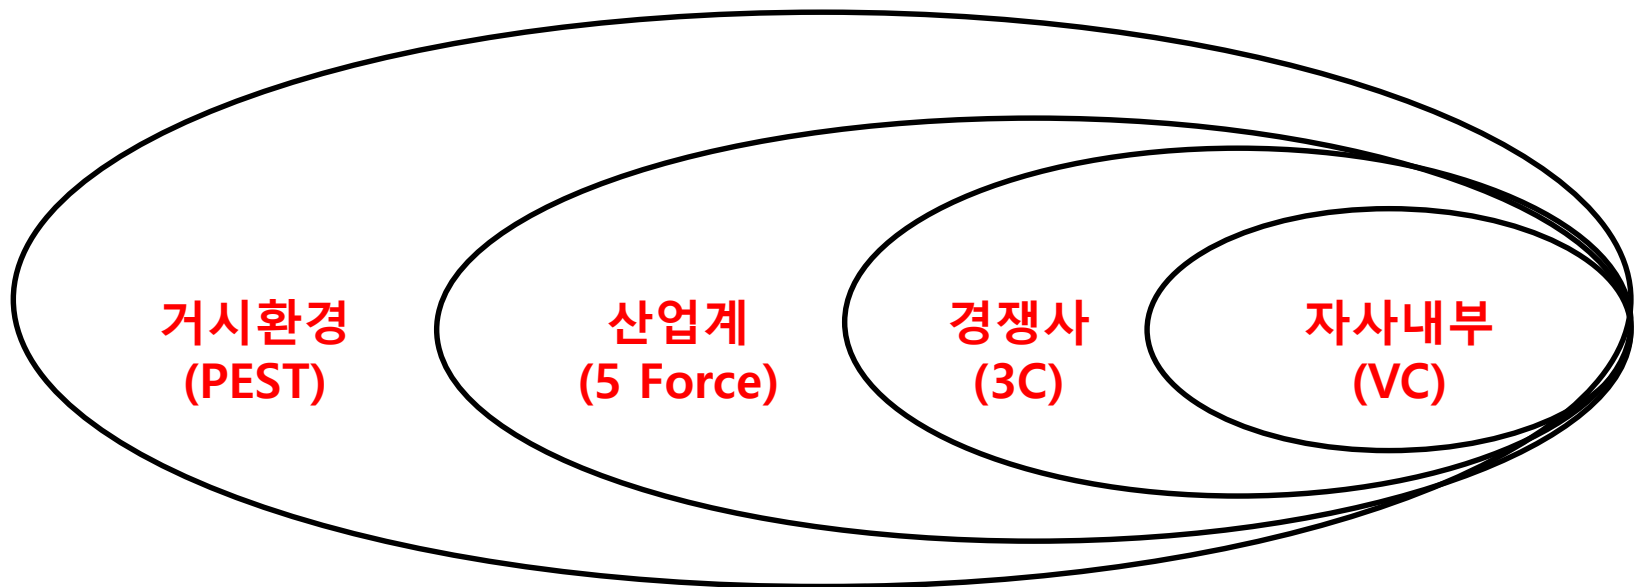 거시환경
(PEST)
산업계
(5 Force)
경쟁사
(3C)
자사내부
(VC)